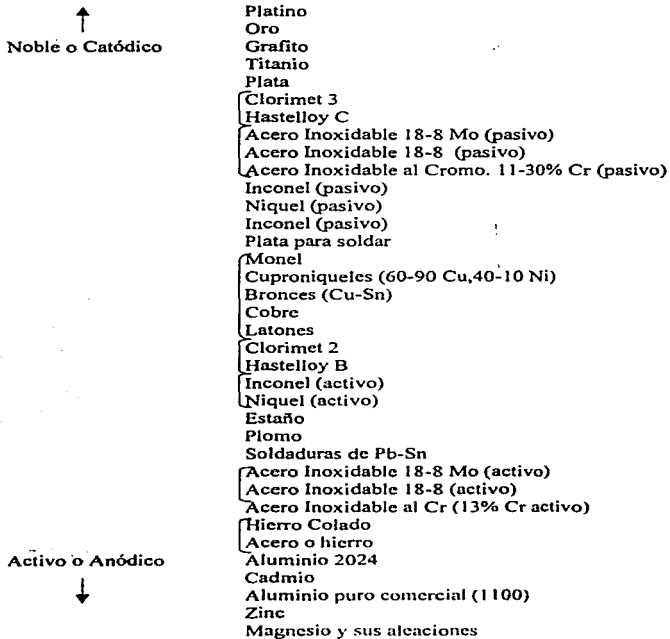 Platino
Oro
Noble o Catódico
Grafito
Titanio
Plata
Clorimet 3
Hastelloy C
Acero Inoxidable 18-8 Mo (pasivo)
Acero Inoxidable 18-8 (pasivo)
Acero Inoxidable al Cromo. 11-30% Cr (pasivo)
Inconel (pasivo)
Niquel (pasivo)
Inconel (pasivo)
Plata para soldar
Monel
Cuproniqueles (60-90 Cu,40-10 Ni)
Bronces (Cu-Sn)
Cobre
Latones
Clorimet 2
Hastelloy B
Inconel (activo)
Niquel (activo)
Estaño
Plomo
Soldaduras de Pb-Sn
Acero Inoxidable 18-8 Mo (activo)
Acero Inoxidable 18-8 (activo)
Acero Inoxidable al Cr (13% Cr activo)
Hierro Colado
Acero o hierro
Activo o Anódico
Aluminio 2024
Cadmio
Aluminio puro comercial (1100)
Zinc
Magnesio y sus aleaciones